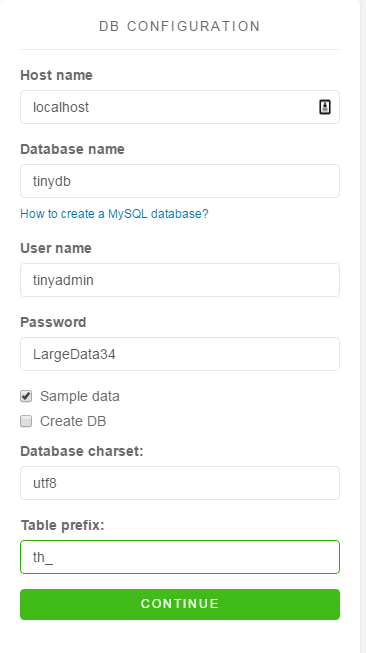 DB CONFIGURATION
Host name
localhost
Database name
tinydb
How to create a MySQL database?
User name
tinyadmin
Password
LargeData34
Sample data
Create DB
Database charset:
utf8
Table prefix:
th_
CONTINUE